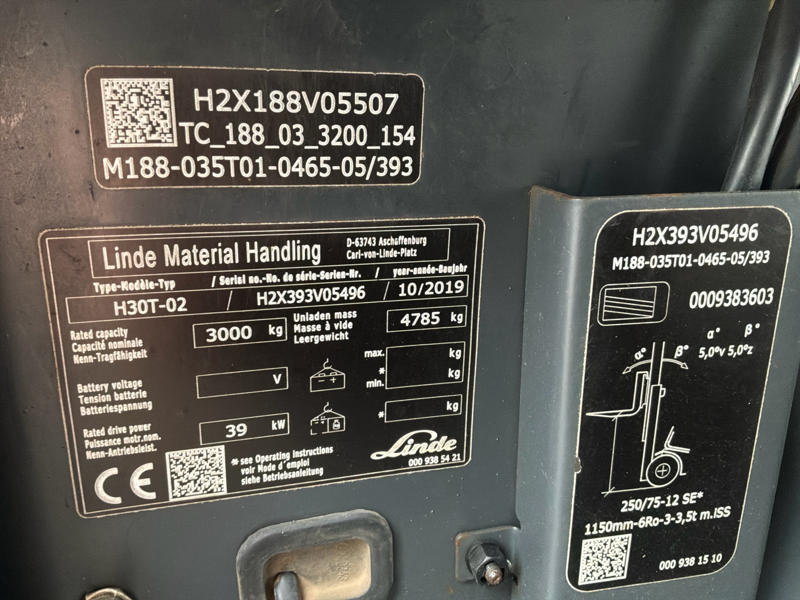 H2X188V05507
TC_188_03_3200_154
M188-035T01-0465-05/393
Linde Material Handling
D-63743 Aschaffenburg
Carl-von-Linde-Platz
Type-Modèle-Typ / Serial no.-No. de série-Serien-Nr. / year-année-Baujahr
H30T-02 / H2X393V05496 / 10/2019
Rated capacity
Capacité nominale
Nenn-Tragfähigkeit
3000 kg
Unladen mass
Masse à vide
Leergewicht
4785 kg
Battery voltage
Tension batterie
Batteriespannung
V
max. kg
* kg
min.
Rated drive power
Puissance motr.nom.
Nenn-Antriebsleist.
39 kW
* kg
CE
* see Operating Instructions
voir Mode d'emploi
siehe Betriebsanleitung
Linde
000 938 54 21
H2X393V05496
M188-035T01-0465-05/393
0009383603
α° β°
5,0°v 5,0°z
α° β°
250/75-12 SE*
1150mm-6Ro-3-3,5t m.ISS
000 938 15 10